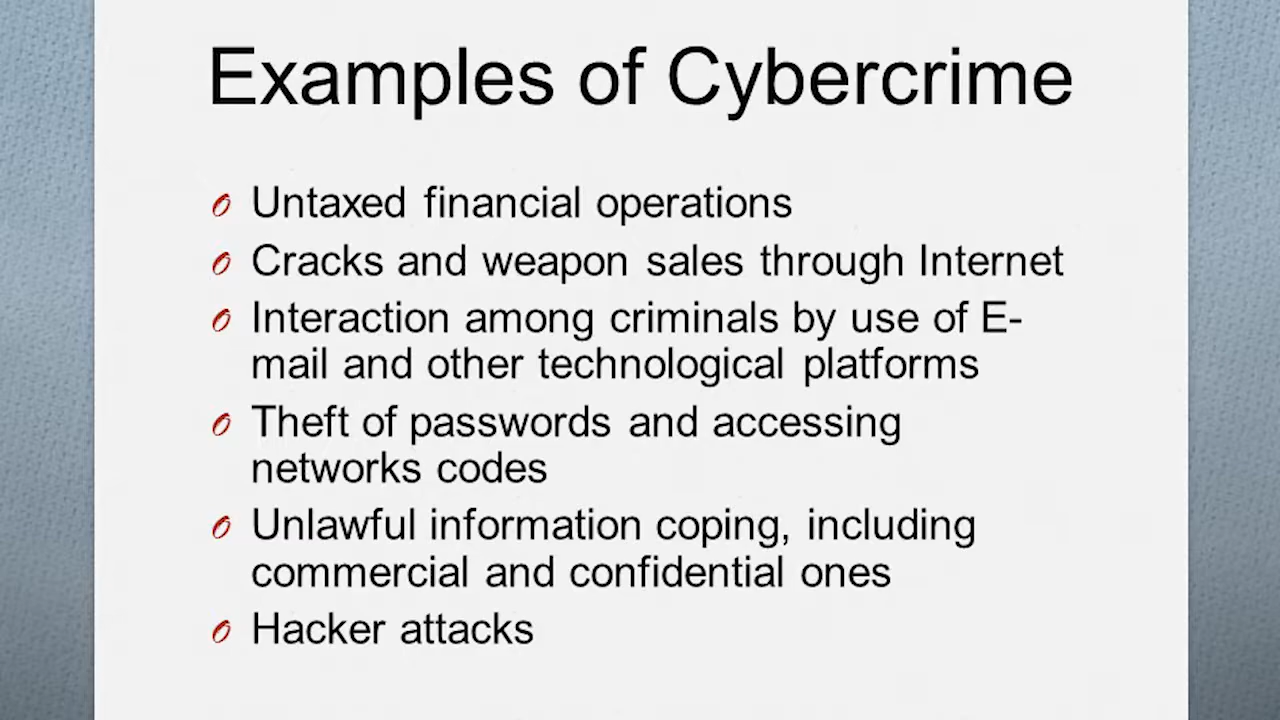 Examples of Cybercrime
Untaxed financial operations
Cracks and weapon sales through Internet
Interaction among criminals by use of E-
mail and other technological platforms
Theft of passwords and accessing
networks codes
Unlawful information coping, including
commercial and confidential ones
Hacker attacks